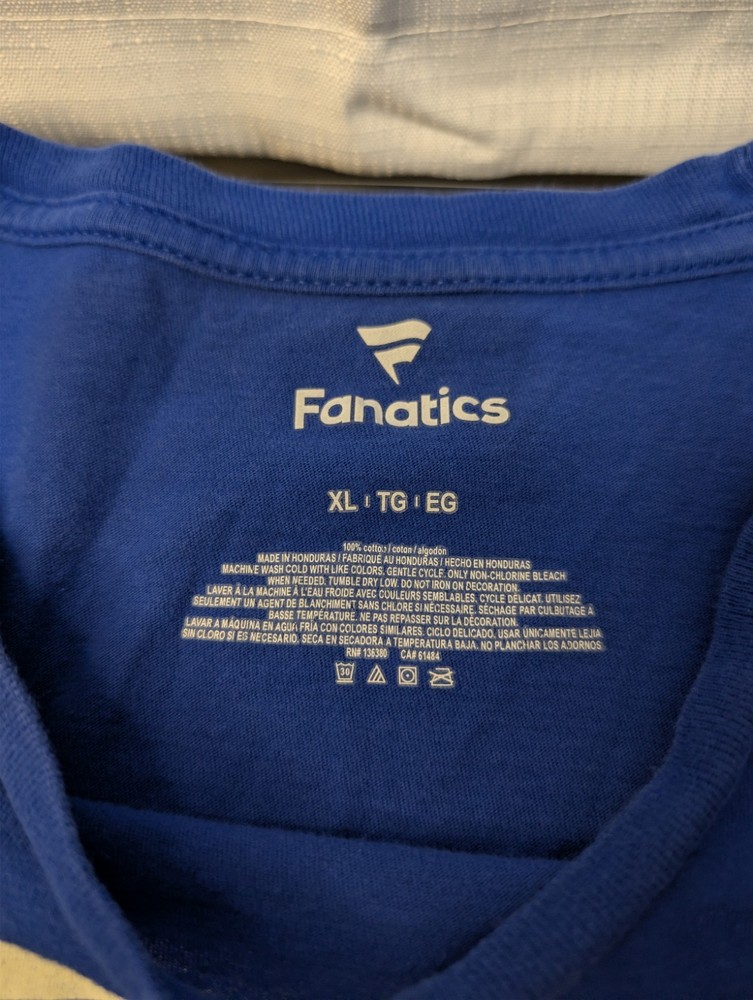 Fanatics
XL | TG | EG
100% cotton / coton / algodón
MADE IN HONDURAS / FABRIQUÉ AU HONDURAS / HECHO EN HONDURAS
MACHINE WASH COLD WITH LIKE COLORS. GENTLE CYCLE. ONLY NON-CHLORINE BLEACH
WHEN NEEDED. TUMBLE DRY LOW. DO NOT IRON ON DECORATION.
LAVER À LA MACHINE À L'EAU FROIDE AVEC COULEURS SEMBLABLES. CYCLE DÉLICAT. UTILISEZ
SEULEMENT UN AGENT DE BLANCHIMENT SANS CHLORE SI NÉCESSAIRE. SÉCHAGE PAR CULBUTAGE À
BASSE TEMPÉRATURE. NE PAS REPASSER SUR LA DÉCORATION.
LAVAR A MÁQUINA EN AGUA FRÍA CON COLORES SIMILARES. CICLO DELICADO. USAR ÚNICAMENTE LEJIA
SIN CLORO SI ES NECESARIO. SECA EN SECADORA A TEMPERATURA BAJA. NO PLANCHAR LOS ADORNOS.
RN# 136380 CA# 61484
30